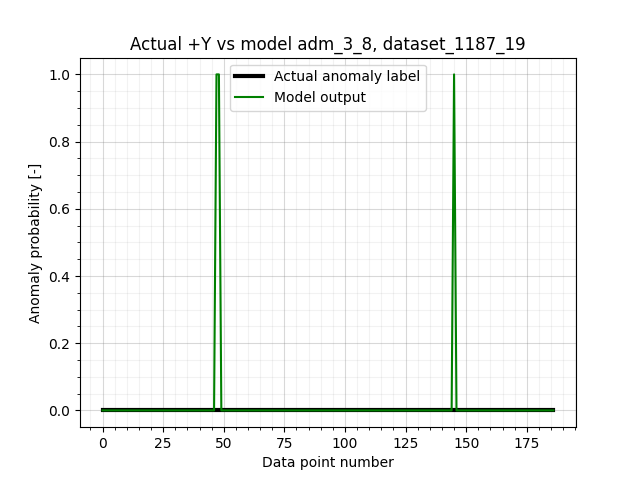 Actual +Y vs model adm_3_8, dataset_1187_19
Actual anomaly label
Model output
Anomaly probability [-]
1.0
0.8
0.6
0.4
0.2
0.0
0 25 50 75 100 125 150 175
Data point number